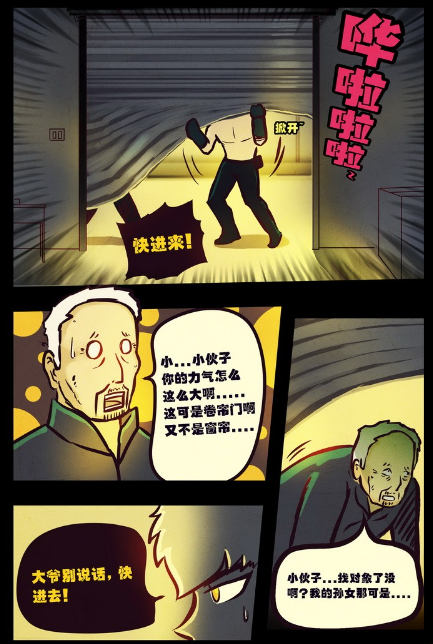 哗啦啦啦~
掀开~
快进来！
小...小伙子
你的力气怎么
这么大啊.....
这可是卷帘门啊
又不是窗帘....
小伙子...找对象了没
啊？我的孙女那可是....
大爷别说话，快
进去！